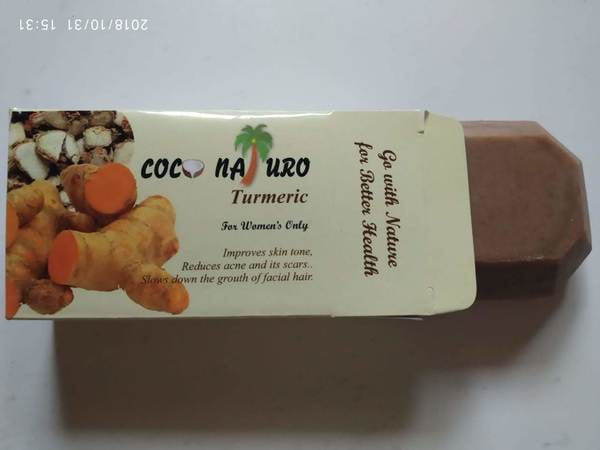 2018/10/31 15:31
COCO NATURO
Turmeric
For Women's Only
Improves skin tone,
Reduces acne and its scars..
Slows down the grouth of facial hair.
Go with Nature
for Better Health